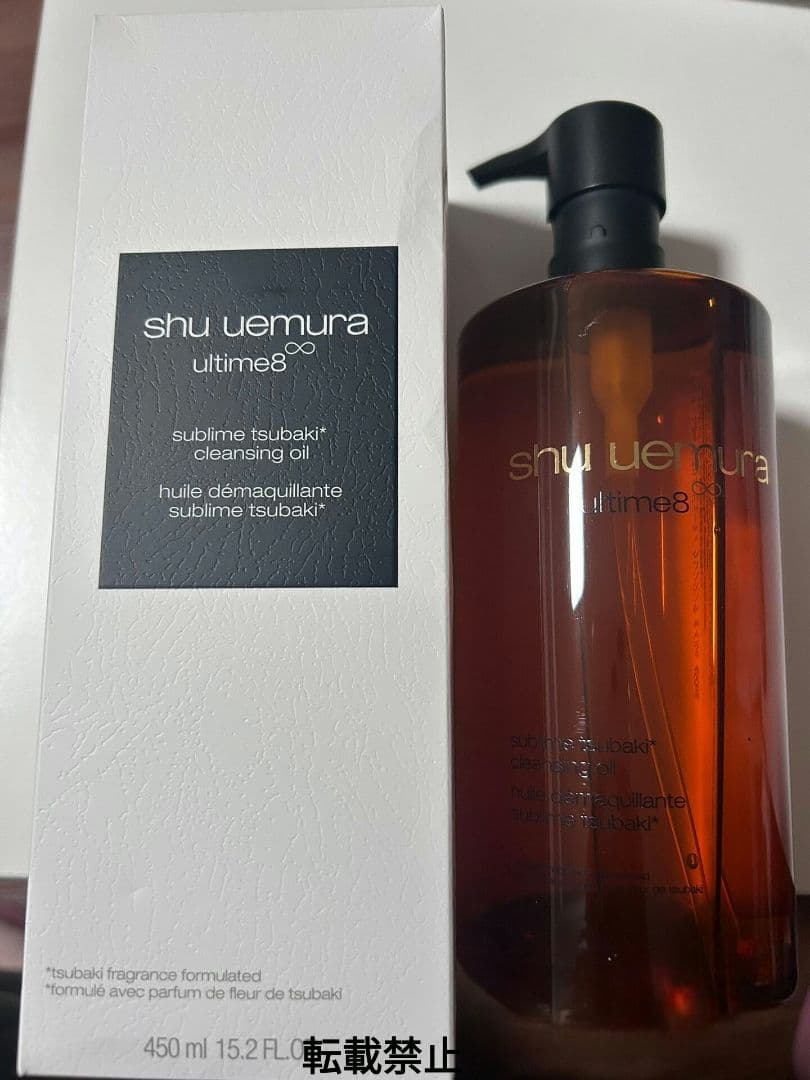 shu uemura
ultime8∞
sublime tsubaki*
cleansing oil
huile démaquillante
sublime tsubaki*
*tsubaki fragrance formulated
*formulé avec parfum de fleur de tsubaki
450 ml 15.2 FL.O
転載禁止
shu uemura
ultime8∞
sublime tsubaki*
cleansing oil
huile démaquillante
sublime tsubaki*
de tsubaki